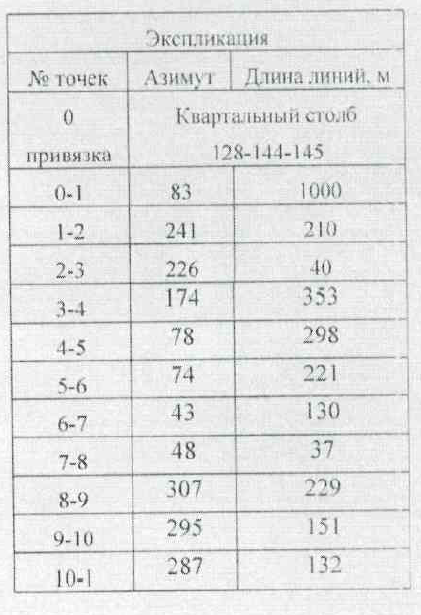 Экспликация
№ точек Азимут Длина линий, м
0 Квартальный столб
привязка 128-144-145
0-1 83 1000
1-2 241 210
2-3 226 40
3-4 174 353
4-5 78 298
5-6 74 221
6-7 43 130
7-8 48 37
8-9 307 229
9-10 295 151
10-1 287 132